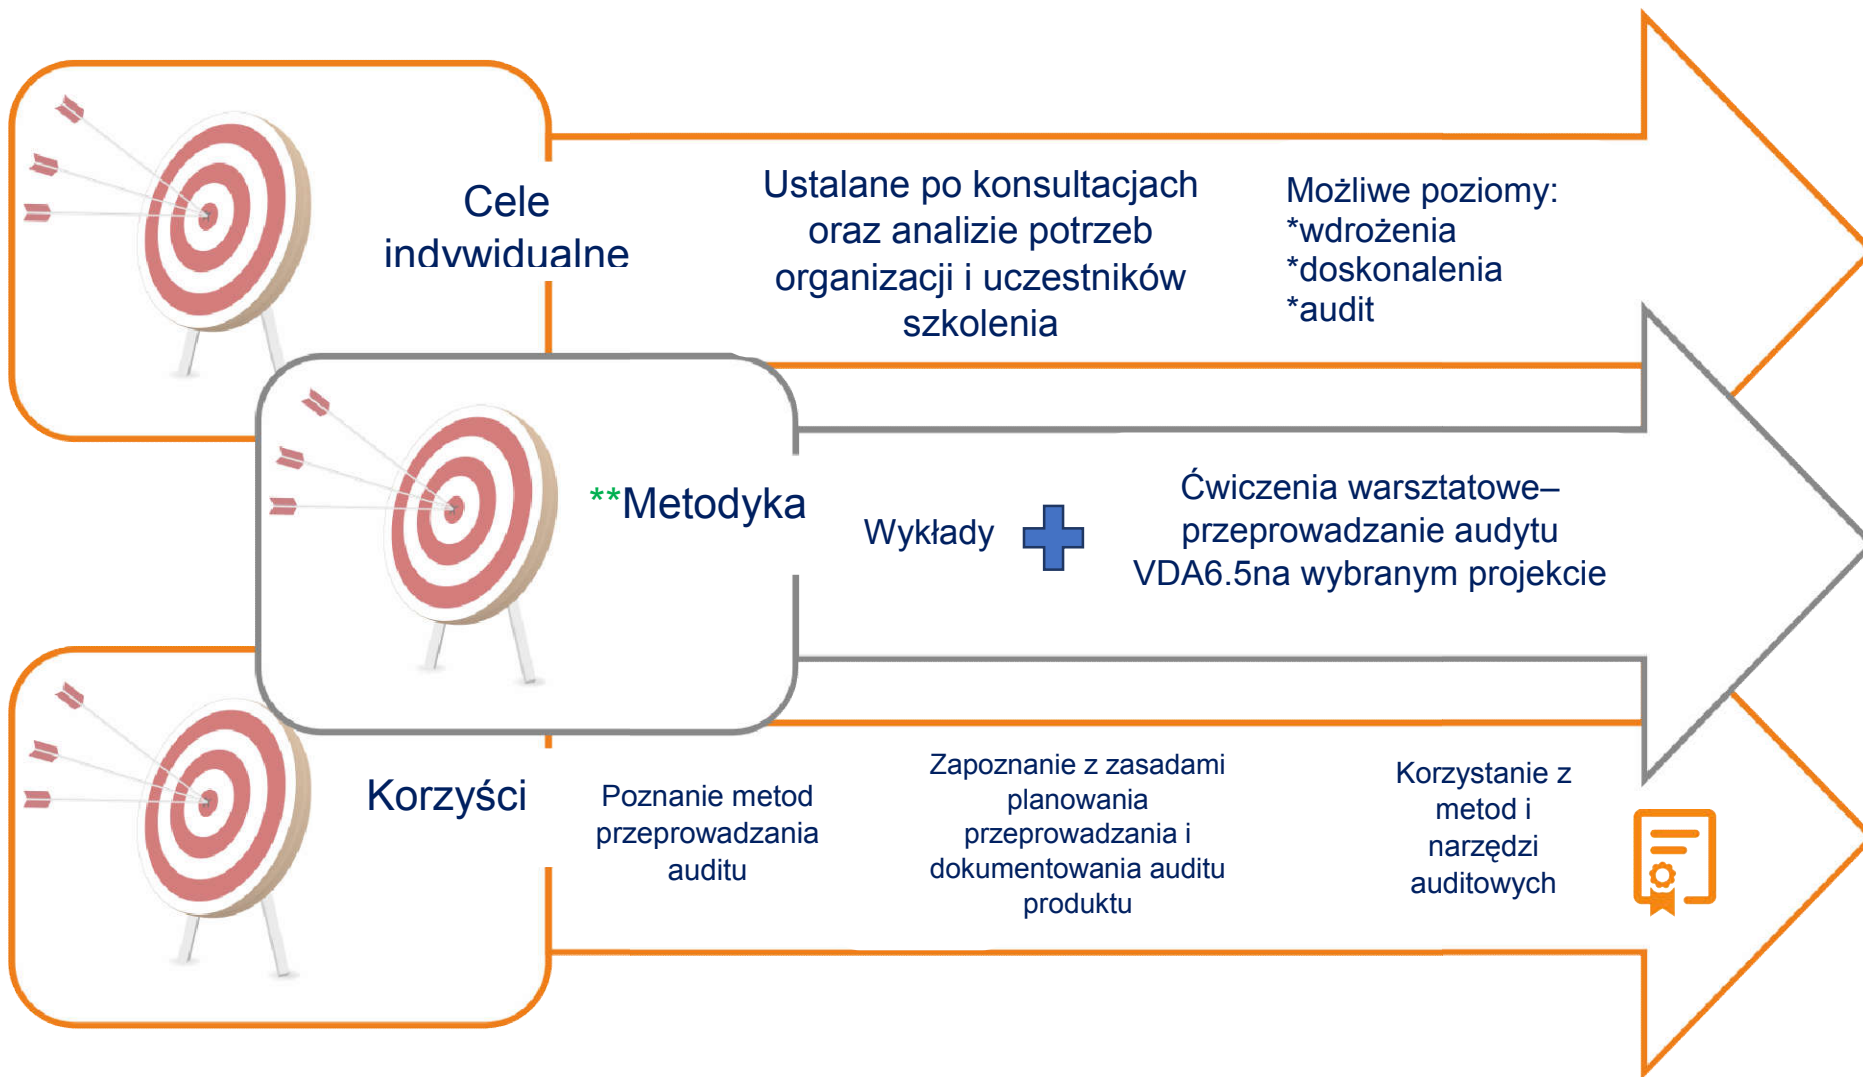 Cele
indywidualne
Ustalane po konsultacjach
oraz analizie potrzeb
organizacji i uczestników
szkolenia
Możliwe poziomy:
*wdrożenia
*doskonalenia
*audit
**Metodyka
Wykłady
Ćwiczenia warsztatowe–
przeprowadzanie audytu
VDA6.5na wybranym projekcie
Korzyści
Poznanie metod
przeprowadzania
auditu
Zapoznanie z zasadami
planowania
przeprowadzania i
dokumentowania auditu
produktu
Korzystanie z
metod i
narzędzi
auditowych